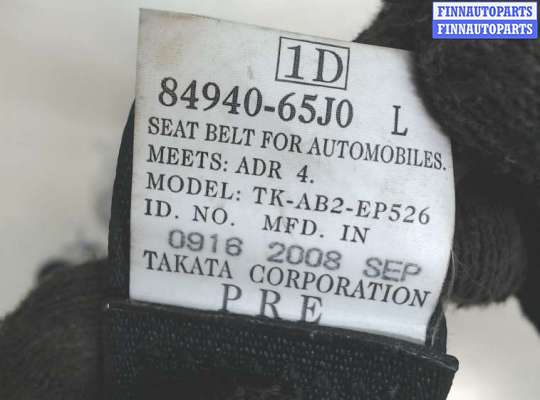 FINNAUTOPARTS
FINNAUTOPARTS
1D
84940-65J0 L
SEAT BELT FOR AUTOMOBILES.
MEETS: ADR 4.
MODEL: TK-AB2-EP526
ID. NO. MFD. IN
0916 2008 SEP
TAKATA CORPORATION
PRE